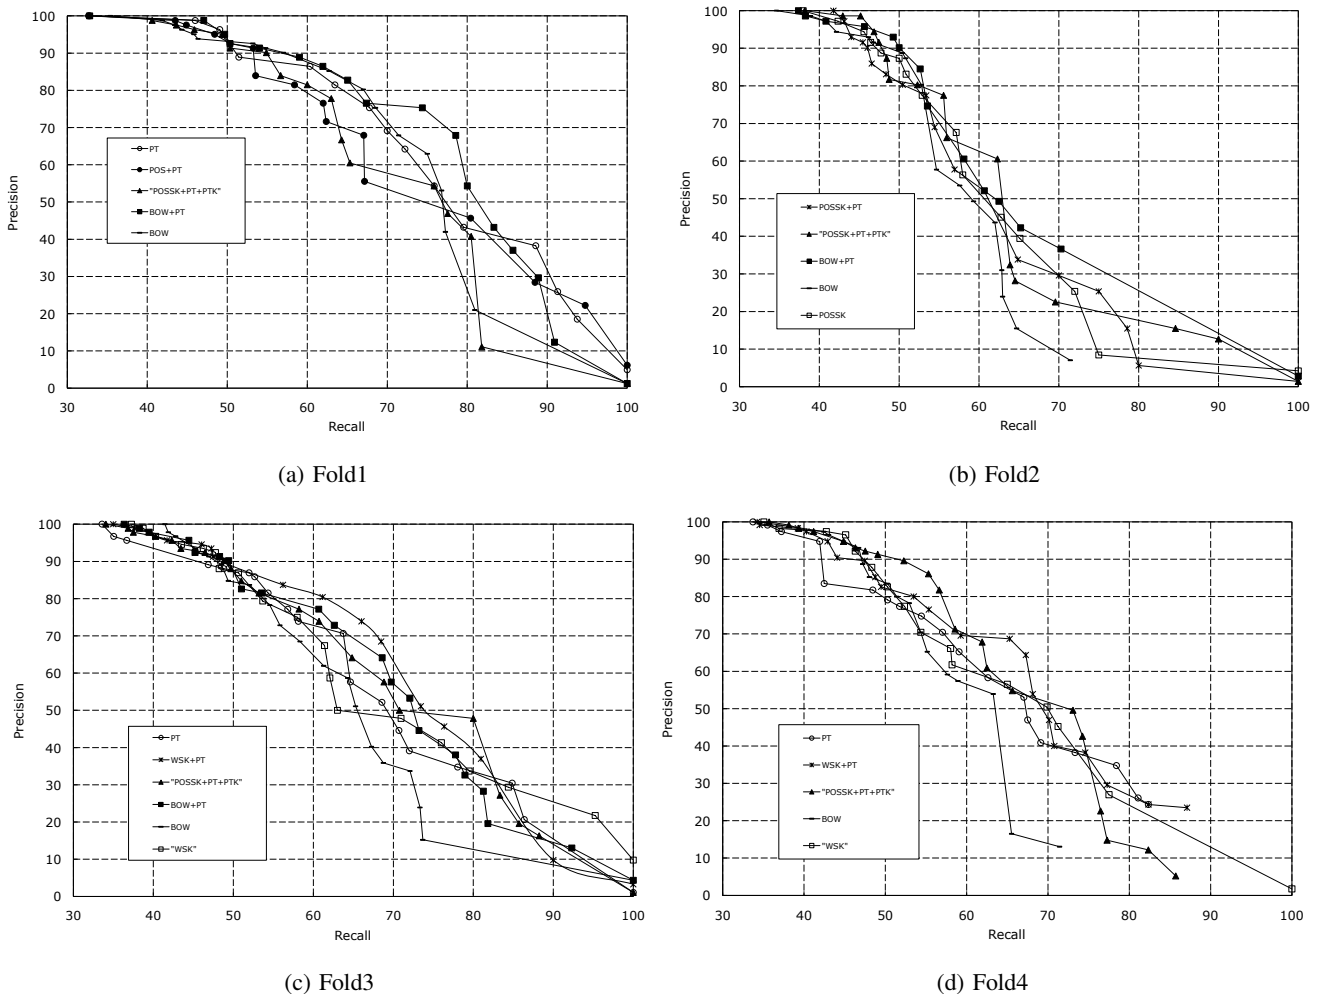 100
90
80
70
60
50
40
30
20
10
0
Precision
30 40 50 60 70 80 90 100
Recall
PT
POS+PT
"POSSK+PT+PTK"
BOW+PT
BOW
(a) Fold1
100
90
80
70
60
50
40
30
20
10
0
Precision
30 40 50 60 70 80 90 100
Recall
POSSK+PT
"POSSK+PT+PTK"
BOW+PT
BOW
POSSK
(b) Fold2
100
90
80
70
60
50
40
30
20
10
0
Precision
30 40 50 60 70 80 90 100
Recall
PT
WSK+PT
"POSSK+PT+PTK"
BOW+PT
BOW
"WSK"
(c) Fold3
100
90
80
70
60
50
40
30
20
10
0
Precision
30 40 50 60 70 80 90 100
Recall
PT
WSK+PT
"POSSK+PT+PTK"
BOW
"WSK"
(d) Fold4